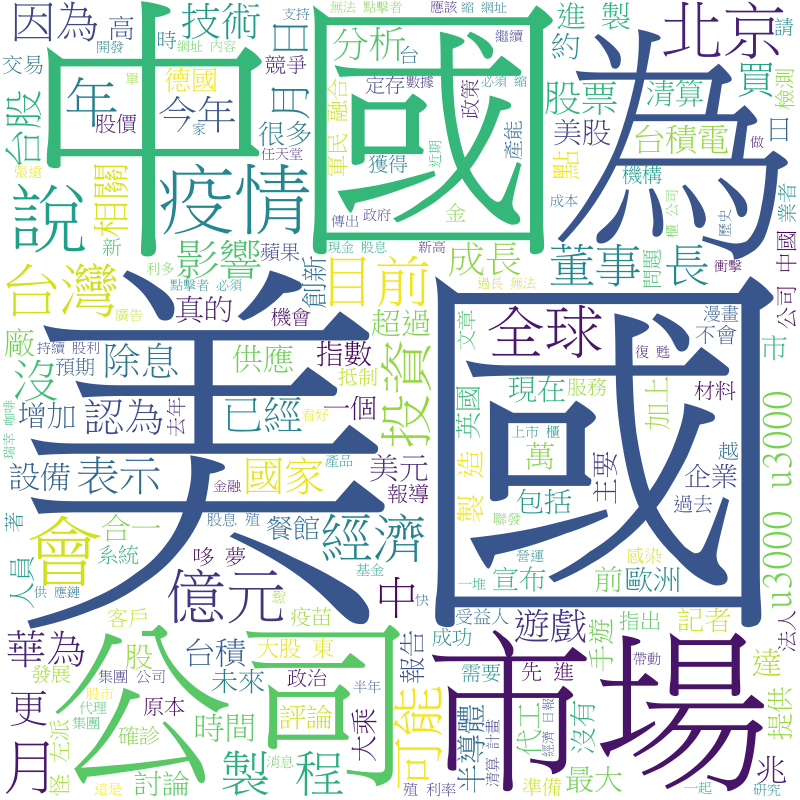 因為
高
技術
日
時
支持
無法 點擊者
應該
縮 網址
進
製
北京
請
開發
網址 內容
交易
中國
為
分析
台
繼續
約
買
檢測
德國
競爭
定存
數據
必須 縮
政策
股票
清算
單
年
今年
月
很多
股價
家
台股
軍民 融合
美股
台積電
口
做
任天堂
獲得
近期
產能
點
機構
成本
業者
張遠
相關
疫情
說
傳出
政府
金
櫃 公司
歷史
新
影響
蘋果
現金 股息
新高
成長
董事
長
問題
衝擊
中國
公司
台灣
利多
點擊者 必須
創新
目前
過長 無法
廣告
真的
機會
超過
文章
全球
漫畫
不會
市
廠
持續 股利
預期
除息
供應
指數
抵制
投資
英國
復甦
美國
沒
現在
服務
加上
材料
瑞幸 咖啡
增加
認為
去年
已經
一個
看好
上市 櫃
越
u3000 u3000
設備
表示
國家
產品
美元
製 造
萬
主要
企業
金融
報導
包括
過去
著
會
合一
股息 殖
餐館
經濟
聯發
人員
系統
哆 夢
基金
營運
感染
供 應鏈
億元
中
快
一堆
宣布
前
歐洲
客戶
疫苗
受益人
遊戲
指出
記者
法人
華為
公司
股
台積
大股 東
報告
成功
手遊
市場
達
發展
集團 公司
未來
政治
需要
先 進
帶動
提供
更
股市
代理
原本
半年
可能
半導體
代工
經濟 日報
沒有
月
左派
集團
時間
評論
大乘
清算 計畫
兆
怪
確診
討論
這是
製 程
消息
殖 利率
準備
最大
一起
研究